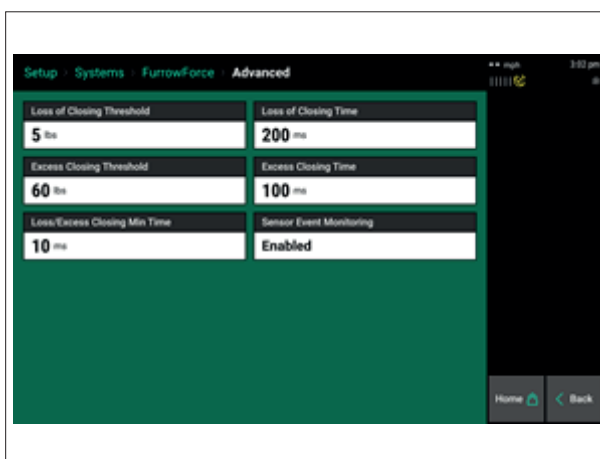 Setup Systems FurrowForce Advanced
•• mph 3:02 pm
Loss of Closing Threshold
5 lbs
Loss of Closing Time
200 ms
Excess Closing Threshold
60 lbs
Excess Closing Time
100 ms
Loss/Excess Closing Min Time
10 ms
Sensor Event Monitoring
Enabled
Home
Back